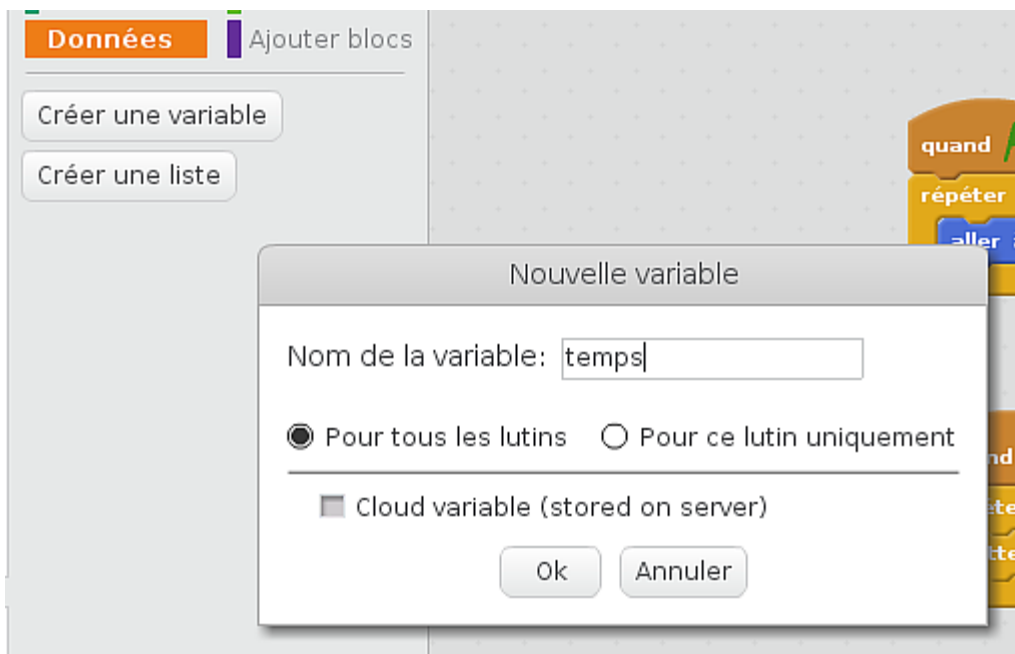 Données
Ajouter blocs
Créer une variable
Créer une liste
quand
répéter
aller
Nouvelle variable
Nom de la variable: temps
Pour tous les lutins
Pour ce lutin uniquement
Cloud variable (stored on server)
Ok
Annuler